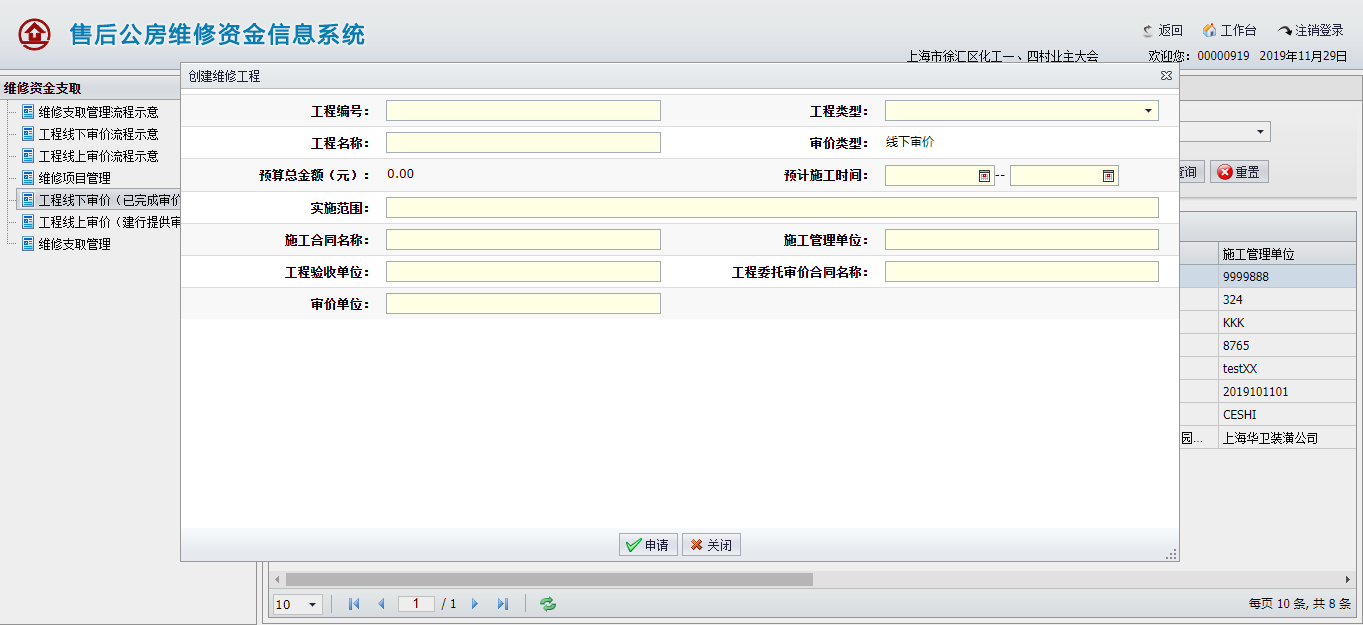 售后公房维修资金信息系统
返回 工作台 注销登录
上海市徐汇区化工一、四村业主大会 欢迎您：00000919 2019年11月29日
维修资金支取
维修支取管理流程示意
工程线下审价流程示意
工程线上审价流程示意
维修项目管理
工程线下审价（已完成审价
工程线上审价（建行提供审
维修支取管理
创建维修工程
工程编号： 工程类型：
工程名称： 审价类型： 线下审价
预算总金额（元）： 0.00 预计施工时间： --
实施范围：
施工合同名称： 施工管理单位：
工程验收单位： 工程委托审价合同名称：
审价单位：
申请 关闭
查询 重置
施工管理单位
9999888
324
KKK
8765
testXX
2019101101
CESHI
园... 上海华卫装潢公司
10 1 / 1 每页 10 条, 共 8 条